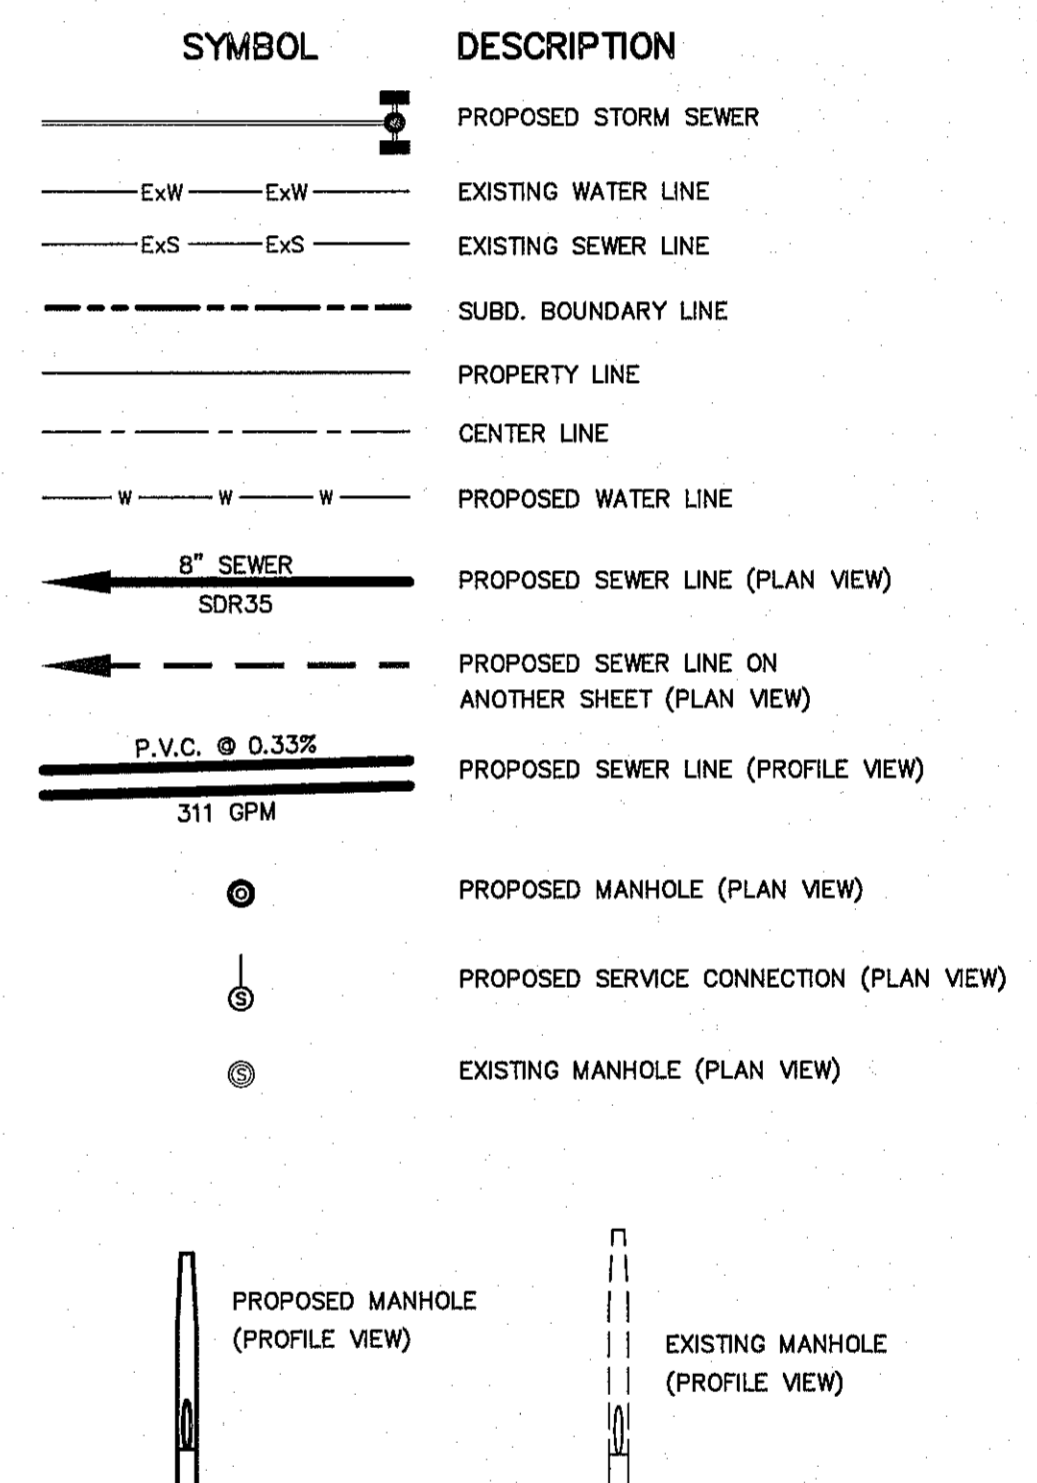 SYMBOL DESCRIPTION
PROPOSED STORM SEWER
ExW ExW EXISTING WATER LINE
ExS ExS EXISTING SEWER LINE
SUBD. BOUNDARY LINE
PROPERTY LINE
CENTER LINE
W W W PROPOSED WATER LINE
8" SEWER
SDR35
PROPOSED SEWER LINE (PLAN VIEW)
PROPOSED SEWER LINE ON
ANOTHER SHEET (PLAN VIEW)
P.V.C. @ 0.33%
311 GPM
PROPOSED SEWER LINE (PROFILE VIEW)
PROPOSED MANHOLE (PLAN VIEW)
S PROPOSED SERVICE CONNECTION (PLAN VIEW)
S EXISTING MANHOLE (PLAN VIEW)
PROPOSED MANHOLE
(PROFILE VIEW)
EXISTING MANHOLE
(PROFILE VIEW)